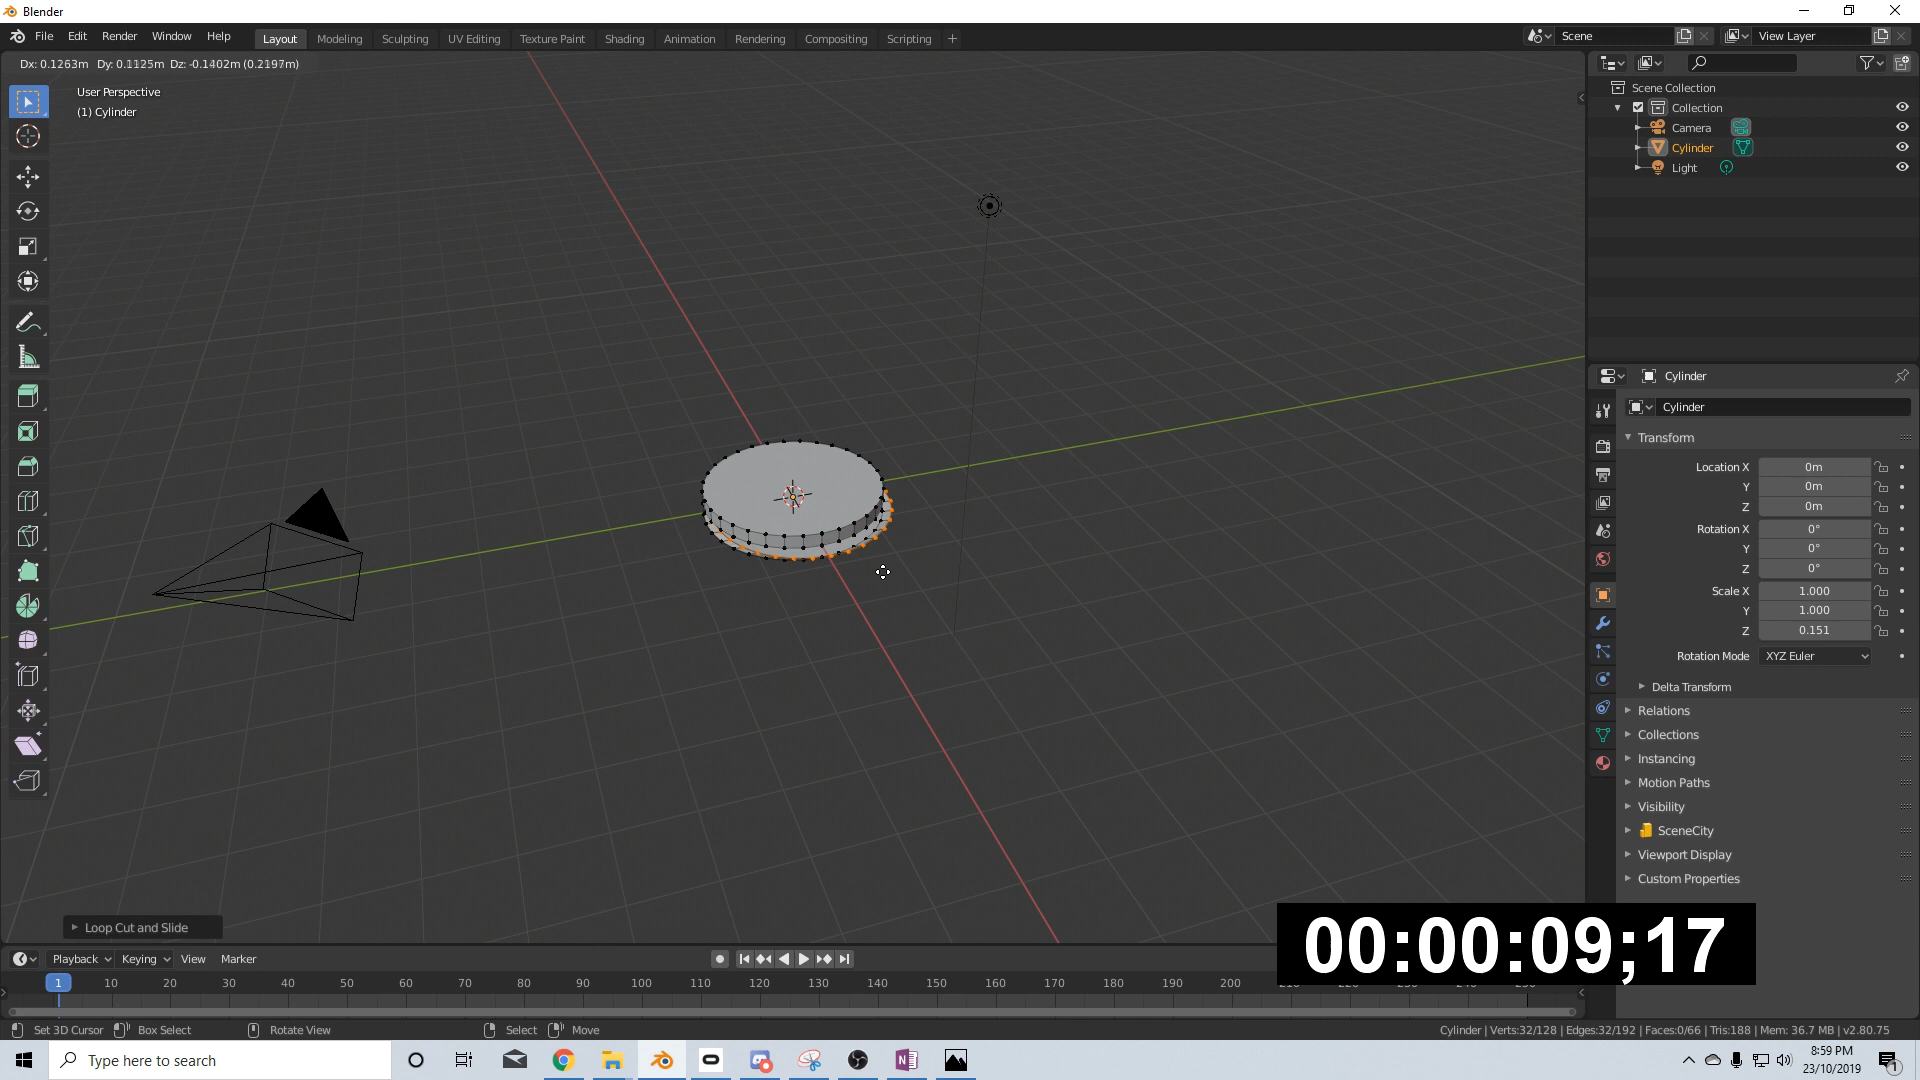 Blender
File Edit Render Window Help
Layout Modeling Sculpting UV Editing Texture Paint Shading Animation Rendering Compositing Scripting +
Scene
View Layer
Dx: 0.1263m Dy: 0.1125m Dz: -0.1402m (0.2197m)
User Perspective
(1) Cylinder
Scene Collection
Collection
Camera
Cylinder
Light
Cylinder
Cylinder
Transform
Location X 0m
Y 0m
Z 0m
Rotation X 0°
Y 0°
Z 0°
Scale X 1.000
Y 1.000
Z 0.151
Rotation Mode XYZ Euler
Delta Transform
Relations
Collections
Instancing
Motion Paths
Visibility
SceneCity
Viewport Display
Custom Properties
Loop Cut and Slide
00:00:09;17
Playback Keying View Marker
1 10 20 30 40 50 60 70 80 90 100 110 120 130 140 150 160 170 180 190 200
Set 3D Cursor Box Select Rotate View Select Move
Cylinder | Verts:32/128 | Edges:32/192 | Faces:0/66 | Tris:188 | Mem: 36.7 MB | v2.80.75
Type here to search
8:59 PM
23/10/2019